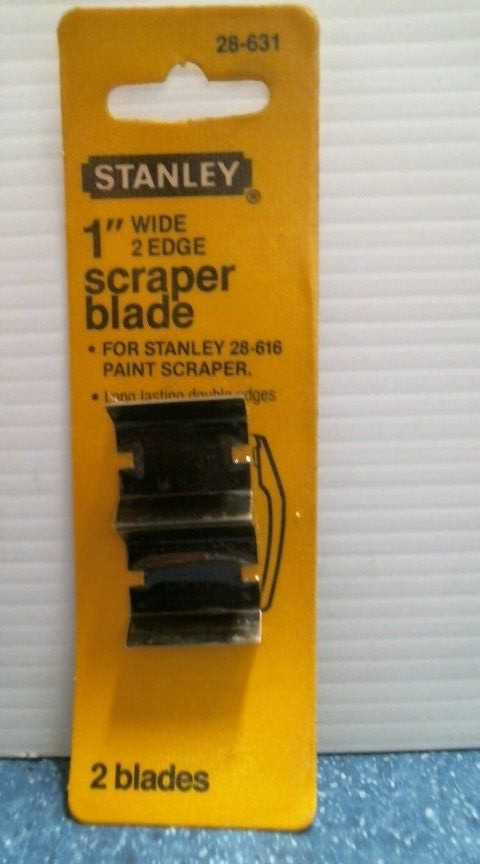 28-631
STANLEY®
1" WIDE
2 EDGE
scraper
blade
• FOR STANLEY 28-616
PAINT SCRAPER.
• Long lasting double edges
2 blades